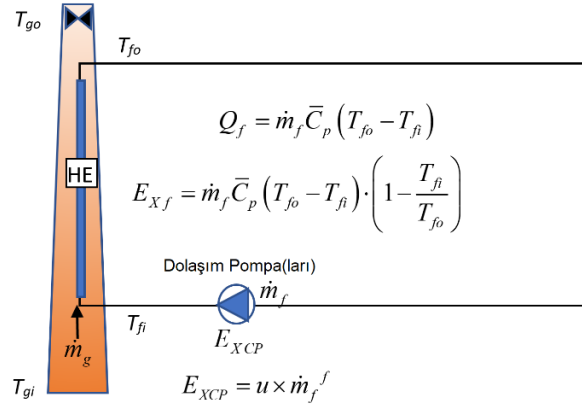 T_go
T_fo
Q_f = ṁ_f C̄_p (T_fo − T_fi)
HE
E_Xf = ṁ_f C̄_p (T_fo − T_fi) · (1 − T_fi / T_fo)
Dolaşım Pompa(ları)
ṁ_f
T_fi
ṁ_g
E_XCP
T_gi
E_XCP = u × ṁ_f^f